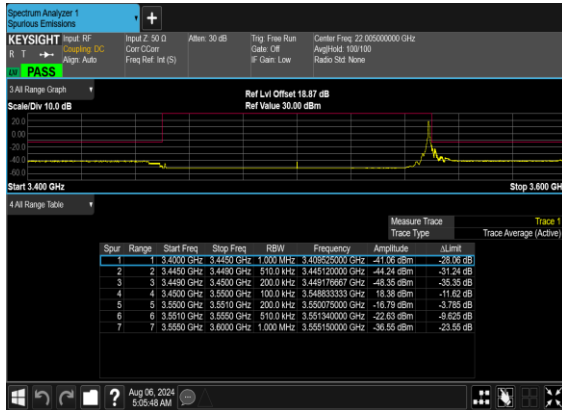 Spectrum Analyzer 1
Spurious Emissions
KEYSIGHT Input: RF Input Z: 50 Ω Atten: 30 dB Trig: Free Run Center Freq: 22.005000000 GHz
R T Coupling: DC Corr CCorr Gate: Off Avg|Hold: 100/100
Align: Auto Freq Ref: Int (S) IF Gain: Low Radio Std: None
PASS
3 All Range Graph Ref Lvl Offset 18.87 dB
Scale/Div 10.0 dB Ref Value 30.00 dBm
20.0
0.00
-20.0
-40.0
-60.0
Start 3.400 GHz Stop 3.600 GH
4 All Range Table
Measure Trace Trace 1
Trace Type Trace Average (Active)
Spur Range Start Freq Stop Freq RBW Frequency Amplitude ΔLimit
1 1 3.4000 GHz 3.4450 GHz 1.000 MHz 3.409525000 GHz -41.06 dBm -28.06 dB
2 2 3.4450 GHz 3.4490 GHz 510.0 kHz 3.445120000 GHz -44.24 dBm -31.24 dB
3 3 3.4490 GHz 3.4500 GHz 200.0 kHz 3.449176667 GHz -48.35 dBm -35.35 dB
4 4 3.4500 GHz 3.5500 GHz 100.0 kHz 3.548833333 GHz 18.38 dBm -11.62 dB
5 5 3.5500 GHz 3.5510 GHz 200.0 kHz 3.550075000 GHz -16.79 dBm -3.785 dB
6 6 3.5510 GHz 3.5550 GHz 510.0 kHz 3.551340000 GHz -22.63 dBm -9.625 dB
7 7 3.5550 GHz 3.6000 GHz 1.000 MHz 3.555150000 GHz -36.55 dBm -23.55 dB
? Aug 06, 2024
5:05:48 AM